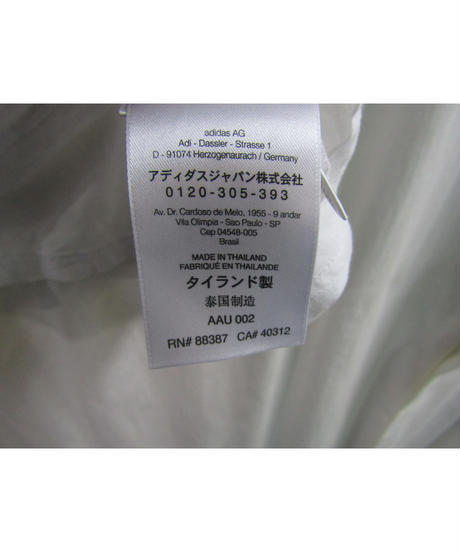 adidas AG
Adi - Dassler - Strasse 1
D - 91074 Herzogenaurach / Germany
アディダスジャパン株式会社
0120-305-393
Av. Dr. Cardoso de Melo, 1955 - 9 andar
Vila Olimpia - Sao Paulo - SP
Cep 04548-005
Brasil
MADE IN THAILAND
FABRIQUÉ EN THAILANDE
タイランド製
泰国制造
AAU 002
RN# 88387 CA# 40312